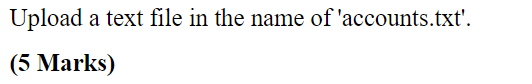 Upload a text file in the name of 'accounts.txt'.
(5 Marks)